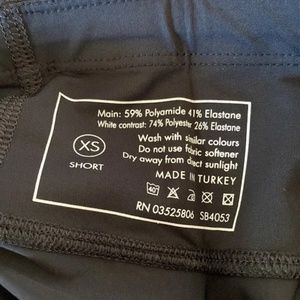 Main: 59% Polyamide 41% Elastane
White contrast: 74% Polyester 26% Elastane
Wash with similar colours
Do not use fabric softener
Dry away from direct sunlight
MADE IN TURKEY
XS
SHORT
40°
RN 03525806 SB4053